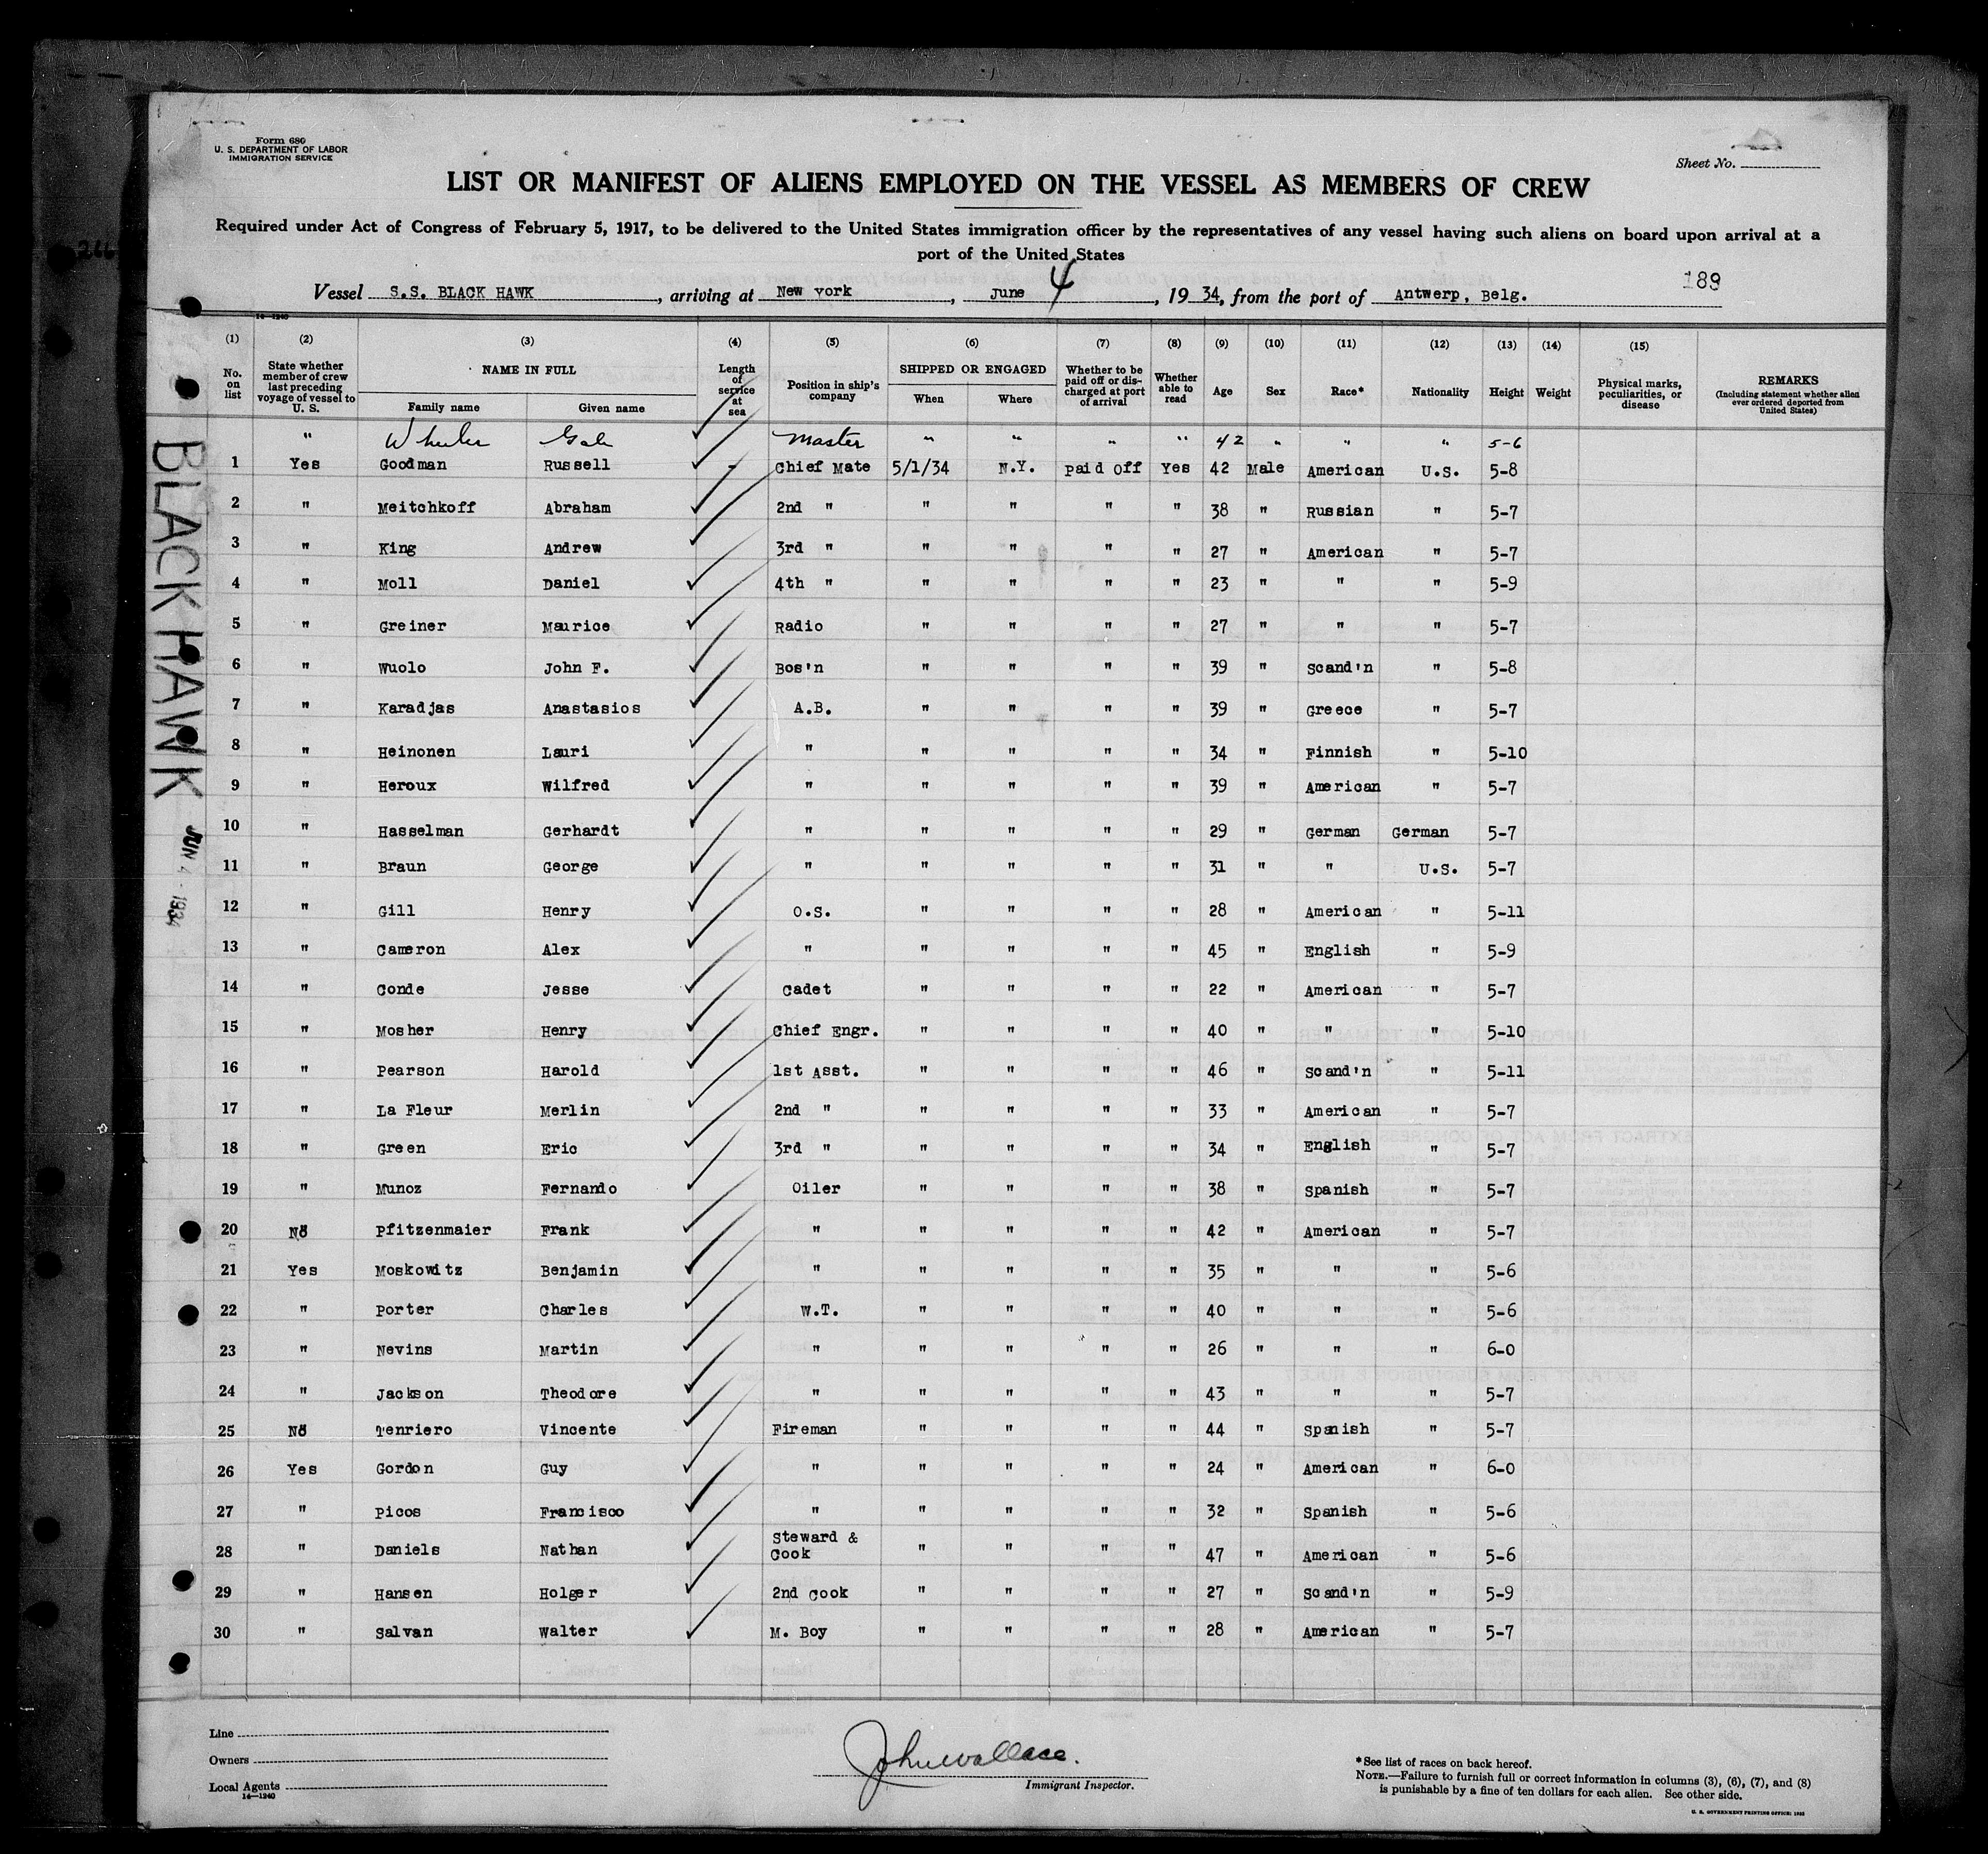 Form 680
U. S. DEPARTMENT OF LABOR
IMMIGRATION SERVICE
Sheet No.
LIST OR MANIFEST OF ALIENS EMPLOYED ON THE VESSEL AS MEMBERS OF CREW
Required under Act of Congress of February 5, 1917, to be delivered to the United States immigration officer by the representatives of any vessel having such aliens on board upon arrival at a
port of the United States
189
Vessel S.S. BLACK HAWK, arriving at New York, June 4, 1934, from the port of Antwerp, Belg.
(1) (2) (3) (4) (5) (6) (7) (8) (9) (10) (11) (12) (13) (14) (15)
No. on list State whether member of crew last preceding voyage of vessel to U. S. NAME IN FULL Family name Given name Length of service at sea Position in ship's company SHIPPED OR ENGAGED When Where Whether to be paid off or discharged at port of arrival Whether able to read Age Sex Race* Nationality Height Weight Physical marks, peculiarities, or disease REMARKS (Including statement whether alien ever ordered deported from United States)
" Wheeler Gale Master " " " " 42 " " " 5-6
1 Yes Goodman Russell - Chief Mate 5/1/34 N.Y. Paid Off Yes 42 Male American U.S. 5-8
2 " Meitchkoff Abraham 2nd " " " " " 38 " Russian " 5-7
3 " King Andrew 3rd " " " " " 27 " American " 5-7
4 " Moll Daniel 4th " " " " " 23 " " " 5-9
5 " Greiner Maurice Radio " " " " 27 " " " 5-7
6 " Wuolo John F. Bos'n " " " " 39 " Scand'n " 5-8
7 " Karadjas Anastasios A.B. " " " " 39 " Greece " 5-7
8 " Heinonen Lauri " " " " " 34 " Finnish " 5-10
9 " Heroux Wilfred " " " " " 39 " American " 5-7
10 " Hasselman Gerhardt " " " " " 29 " German German 5-7
11 " Braun George " " " " " 31 " " U.S. 5-7
12 " Gill Henry O.S. " " " " 28 " American " 5-11
13 " Cameron Alex " " " " " 45 " English " 5-9
14 " Conde Jesse Cadet " " " " 22 " American " 5-7
15 " Mosher Henry Chief Engr. " " " " 40 " " " 5-10
16 " Pearson Harold 1st Asst. " " " " 46 " Scand'n " 5-11
17 " La Fleur Merlin 2nd " " " " " 33 " American " 5-7
18 " Green Eric 3rd " " " " " 34 " English " 5-7
19 " Munoz Fernando Oiler " " " " 38 " Spanish " 5-7
20 No Pfitzenmaier Frank " " " " " 42 " American " 5-7
21 Yes Moskowitz Benjamin " " " " " 35 " " " 5-6
22 " Porter Charles W.T. " " " " 40 " " " 5-6
23 " Nevins Martin " " " " " 26 " " " 6-0
24 " Jackson Theodore " " " " " 43 " " " 5-7
25 No Tenriero Vincente Fireman " " " " 44 " Spanish " 5-7
26 Yes Gordon Guy " " " " " 24 " American " 6-0
27 " Picos Francisco " " " " " 32 " Spanish " 5-6
28 " Daniels Nathan Steward & Cook " " " " 47 " American " 5-6
29 " Hansen Holger 2nd Cook " " " " 27 " Scand'n " 5-9
30 " Salvan Walter M. Boy " " " " 28 " American " 5-7
BLACK HAWK
JUN 4 - 1934
Line
Owners
Local Agents
14—1240
John Wallace.
Immigrant Inspector.
*See list of races on back hereof.
NOTE.—Failure to furnish full or correct information in columns (3), (6), (7), and (8)
is punishable by a fine of ten dollars for each alien. See other side.